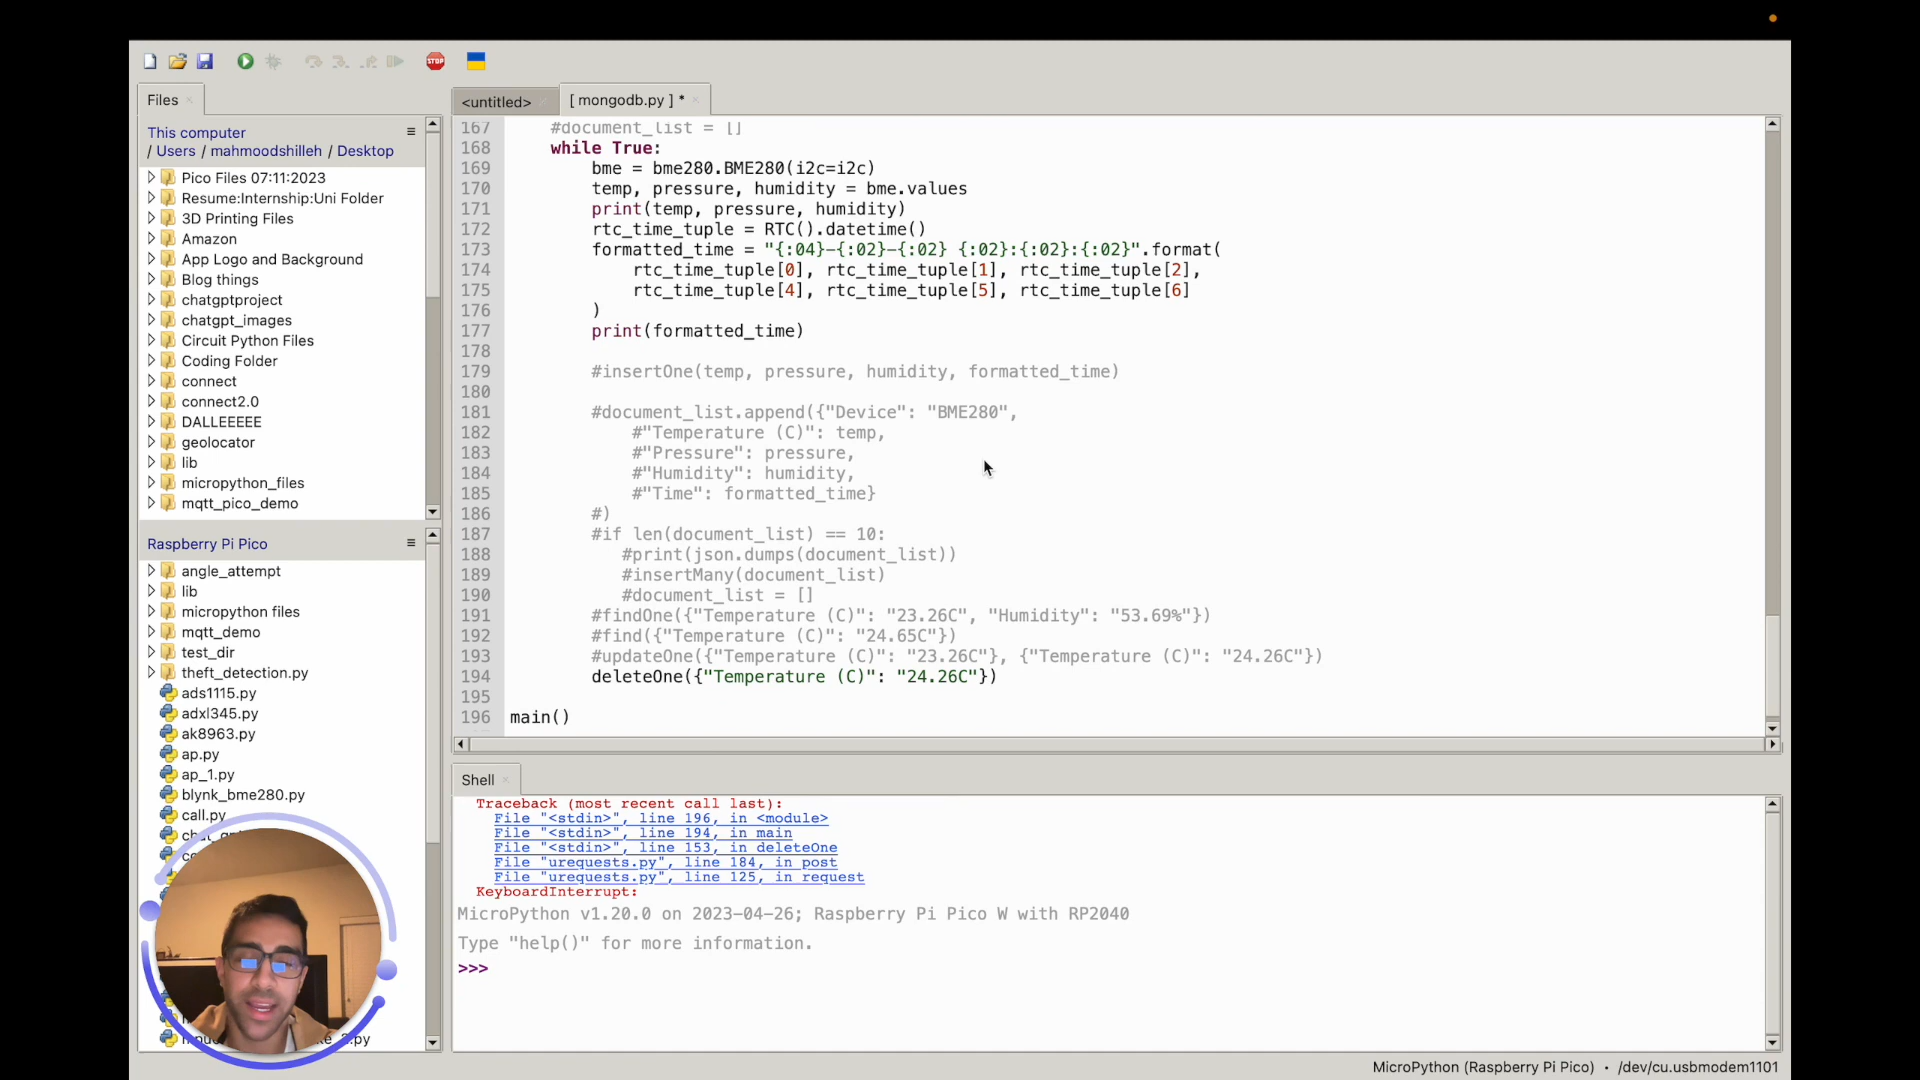 STOP
Files
<untitled>
[ mongodb.py ] *
This computer
/ Users / mahmoodshilleh / Desktop
Pico Files 07:11:2023
Resume:Internship:Uni Folder
3D Printing Files
Amazon
App Logo and Background
Blog things
chatgptproject
chatgpt_images
Circuit Python Files
Coding Folder
connect
connect2.0
DALLEEEEE
geolocator
lib
micropython_files
mqtt_pico_demo
Raspberry Pi Pico
angle_attempt
lib
micropython files
mqtt_demo
test_dir
theft_detection.py
ads1115.py
adxl345.py
ak8963.py
ap.py
ap_1.py
blynk_bme280.py
call.py
167 #document_list = []
168 while True:
169 bme = bme280.BME280(i2c=i2c)
170 temp, pressure, humidity = bme.values
171 print(temp, pressure, humidity)
172 rtc_time_tuple = RTC().datetime()
173 formatted_time = "{:04}-{:02}-{:02} {:02}:{:02}:{:02}".format(
174 rtc_time_tuple[0], rtc_time_tuple[1], rtc_time_tuple[2],
175 rtc_time_tuple[4], rtc_time_tuple[5], rtc_time_tuple[6]
176 )
177 print(formatted_time)
178
179 #insertOne(temp, pressure, humidity, formatted_time)
180
181 #document_list.append({"Device": "BME280",
182 #"Temperature (C)": temp,
183 #"Pressure": pressure,
184 #"Humidity": humidity,
185 #"Time": formatted_time}
186 #)
187 #if len(document_list) == 10:
188 #print(json.dumps(document_list))
189 #insertMany(document_list)
190 #document_list = []
191 #findOne({"Temperature (C)": "23.26C", "Humidity": "53.69%"})
192 #find({"Temperature (C)": "24.65C"})
193 #updateOne({"Temperature (C)": "23.26C"}, {"Temperature (C)": "24.26C"})
194 deleteOne({"Temperature (C)": "24.26C"})
195
196 main()
Shell
Traceback (most recent call last):
File "<stdin>", line 196, in <module>
File "<stdin>", line 194, in main
File "<stdin>", line 153, in deleteOne
File "urequests.py", line 184, in post
File "urequests.py", line 125, in request
KeyboardInterrupt:
MicroPython v1.20.0 on 2023-04-26; Raspberry Pi Pico W with RP2040
Type "help()" for more information.
>>>
MicroPython (Raspberry Pi Pico) • /dev/cu.usbmodem1101